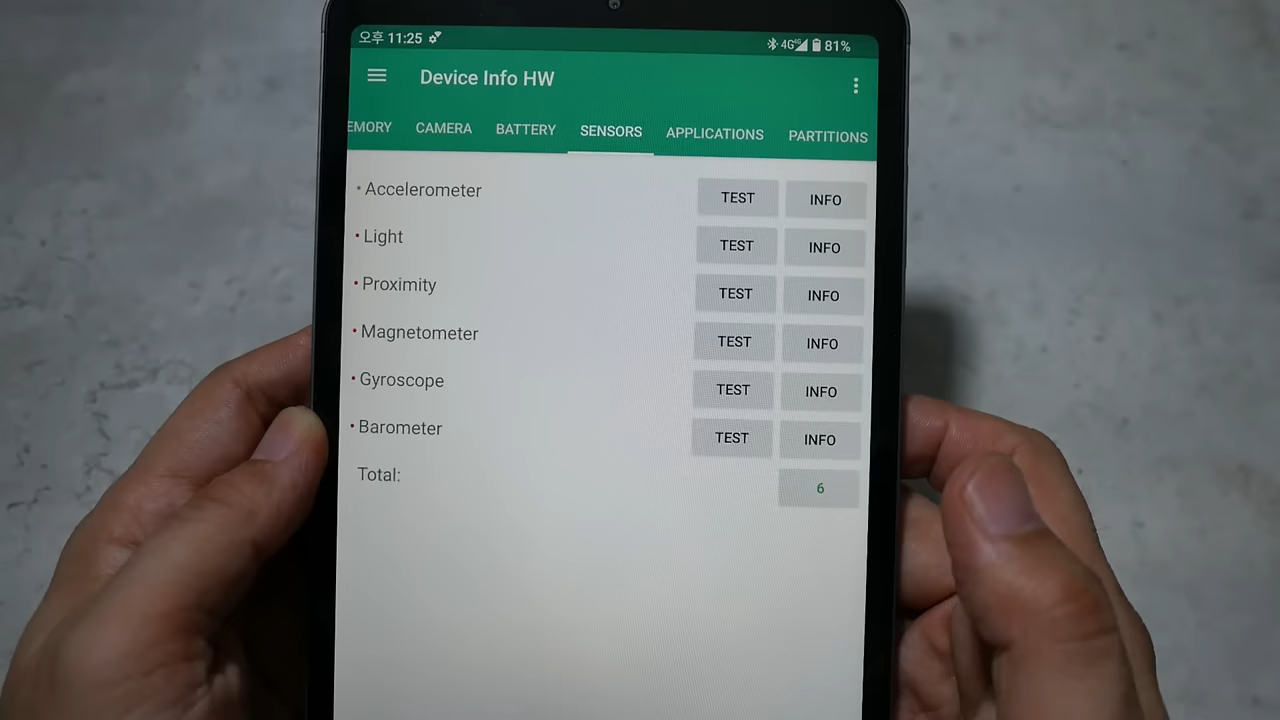 오후 11:25 4G 81%
Device Info HW
EMORY CAMERA BATTERY SENSORS APPLICATIONS PARTITIONS
• Accelerometer TEST INFO
• Light TEST INFO
• Proximity TEST INFO
• Magnetometer TEST INFO
• Gyroscope TEST INFO
• Barometer TEST INFO
Total: 6